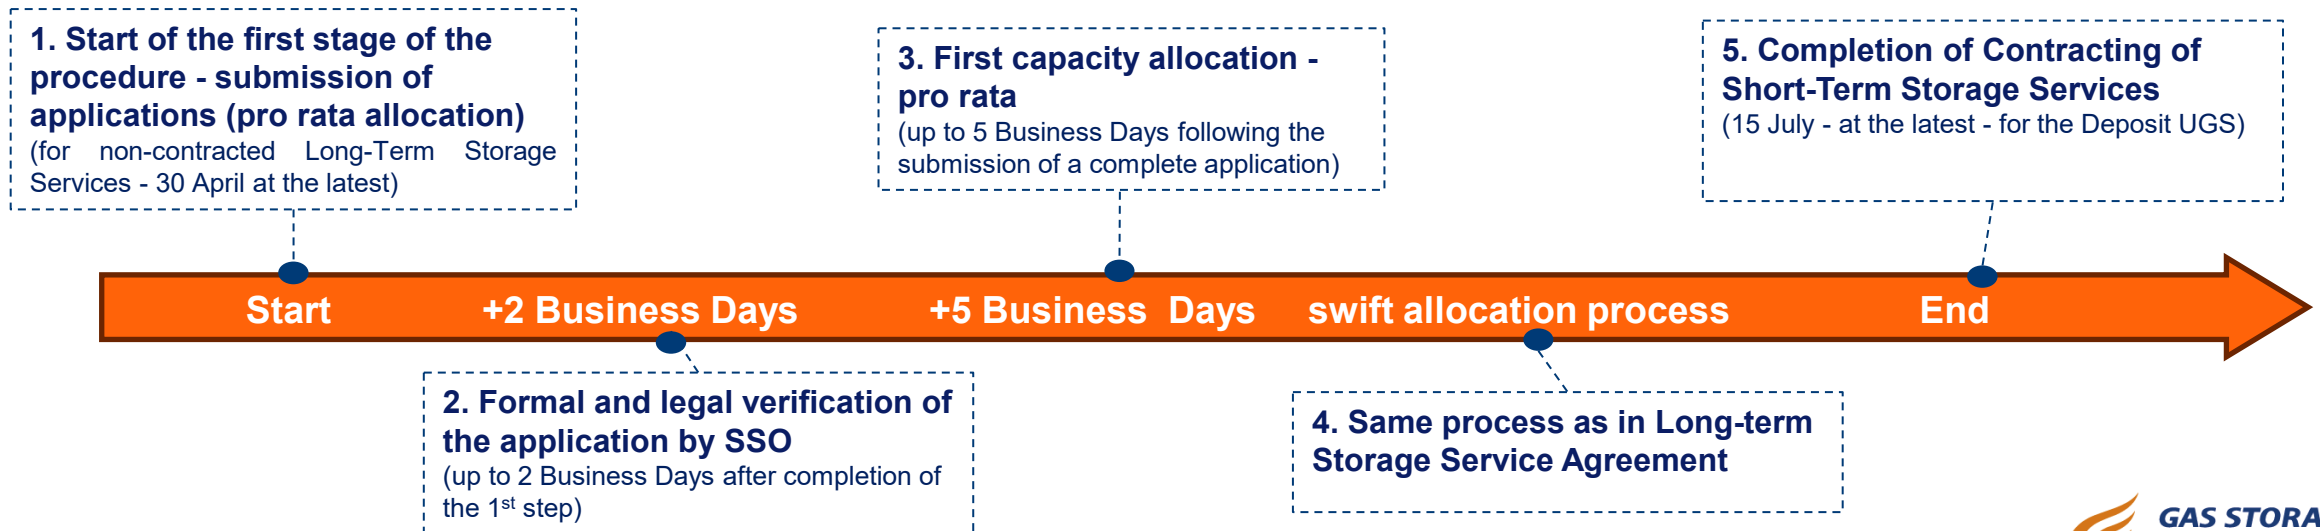 1. Start of the first stage of the
procedure - submission of
applications (pro rata allocation)
(for non-contracted Long-Term Storage
Services - 30 April at the latest)
3. First capacity allocation -
pro rata
(up to 5 Business Days following the
submission of a complete application)
5. Completion of Contracting of
Short-Term Storage Services
(15 July - at the latest - for the Deposit UGS)
Start
+2 Business Days
+5 Business Days
swift allocation process
End
2. Formal and legal verification of
the application by SSO
(up to 2 Business Days after completion of
the 1st step)
4. Same process as in Long-term
Storage Service Agreement
GAS STORA